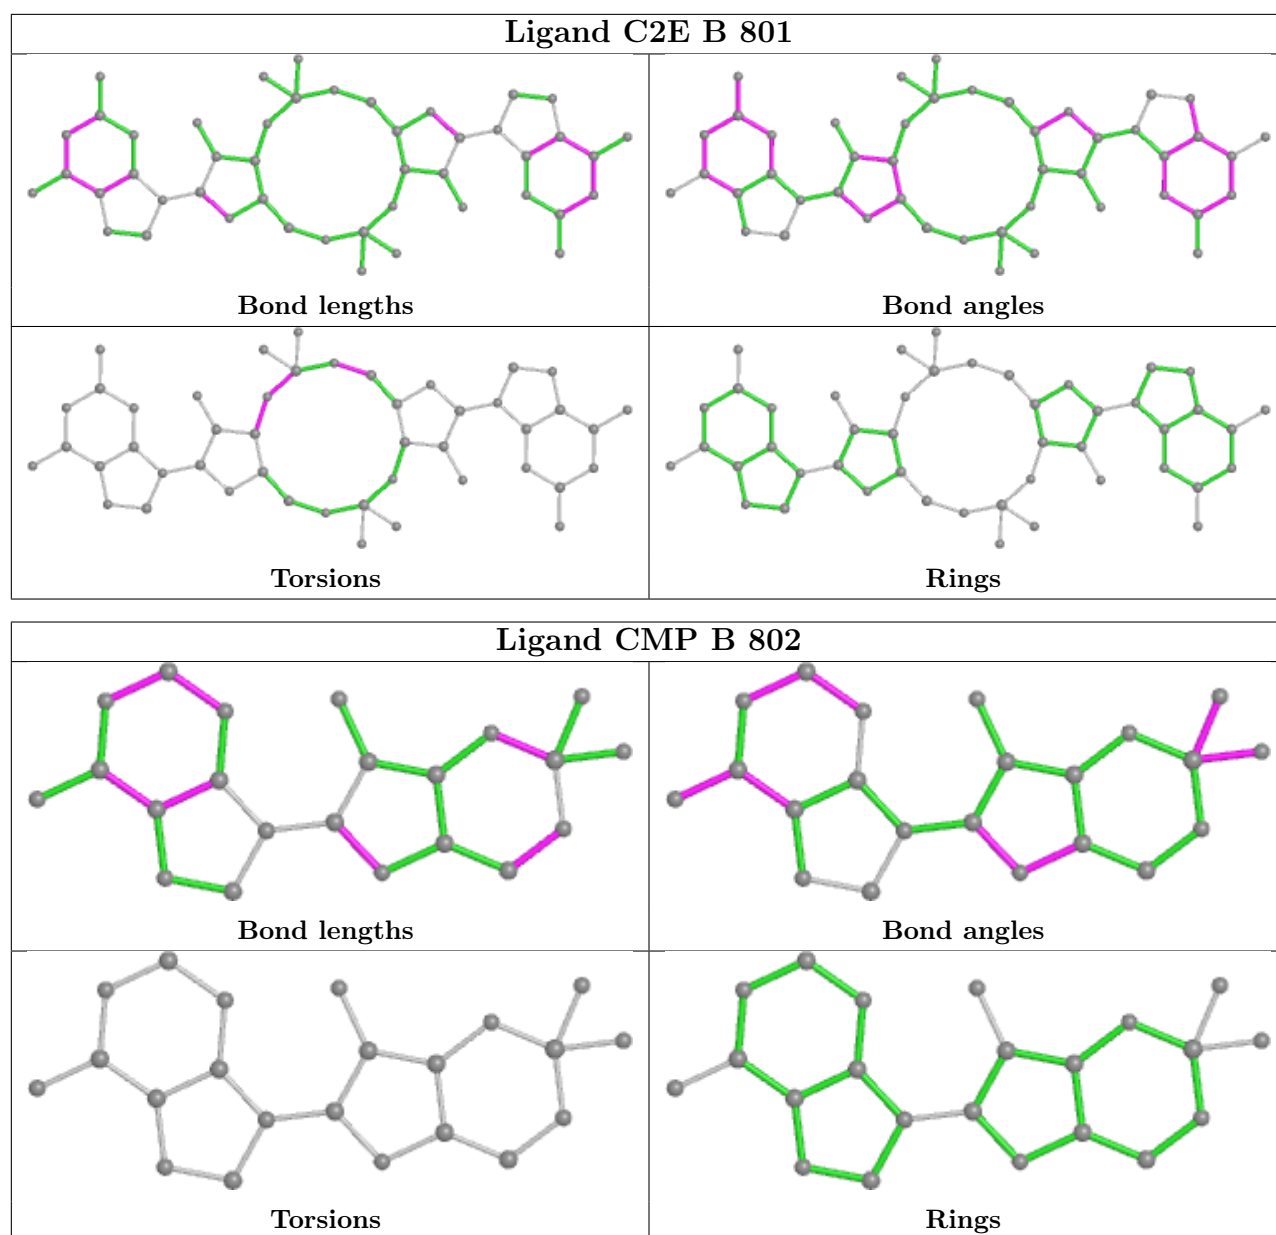 Ligand C2E B 801
Bond lengths
Bond angles
Torsions
Rings
Ligand CMP B 802
Bond lengths
Bond angles
Torsions
Rings